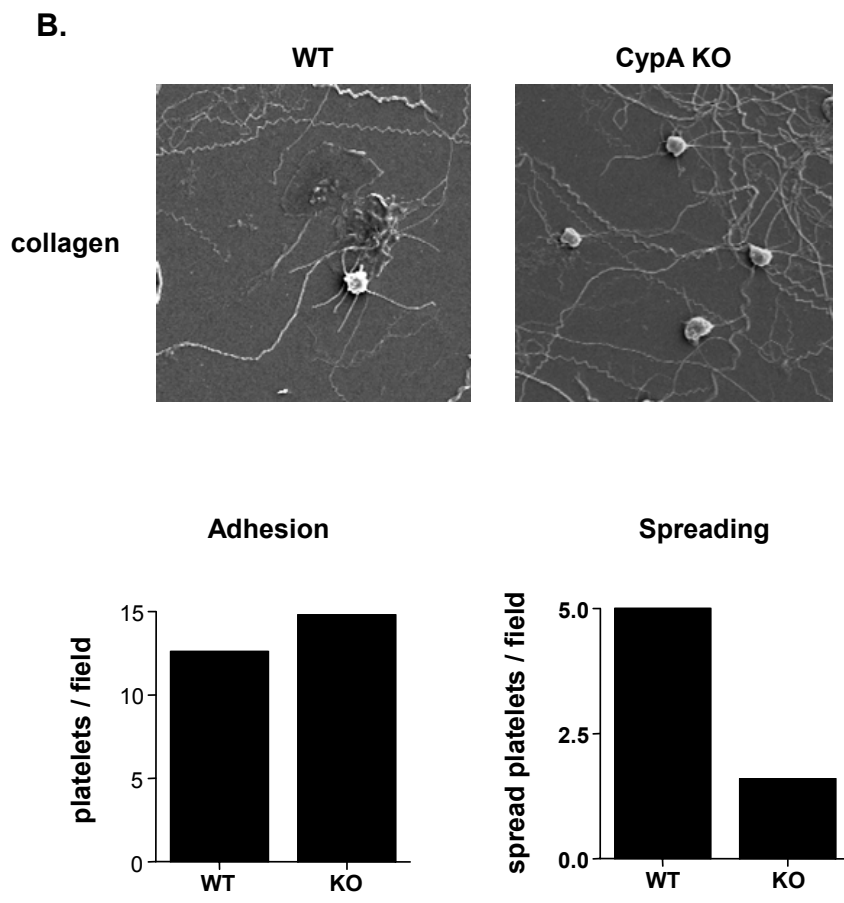 B.
WT
CypA KO
collagen
Adhesion
platelets / field
15
10
5
0
WT
KO
Spreading
spread platelets / field
5.0
2.5
0.0
WT
KO